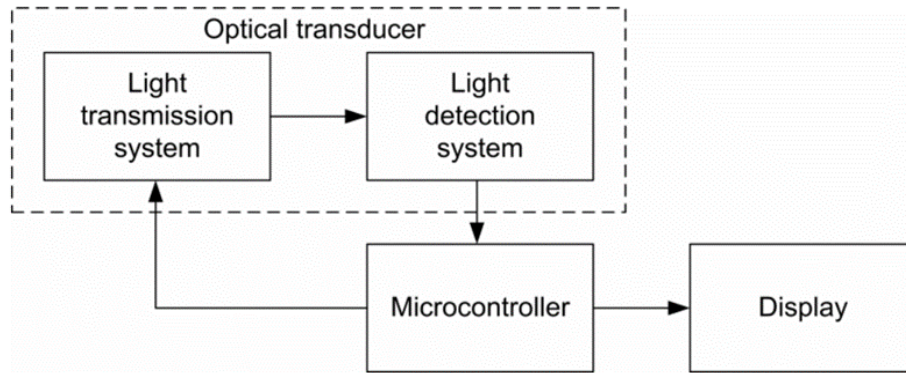 Optical transducer
Light
transmission
system
Light
detection
system
Microcontroller
Display